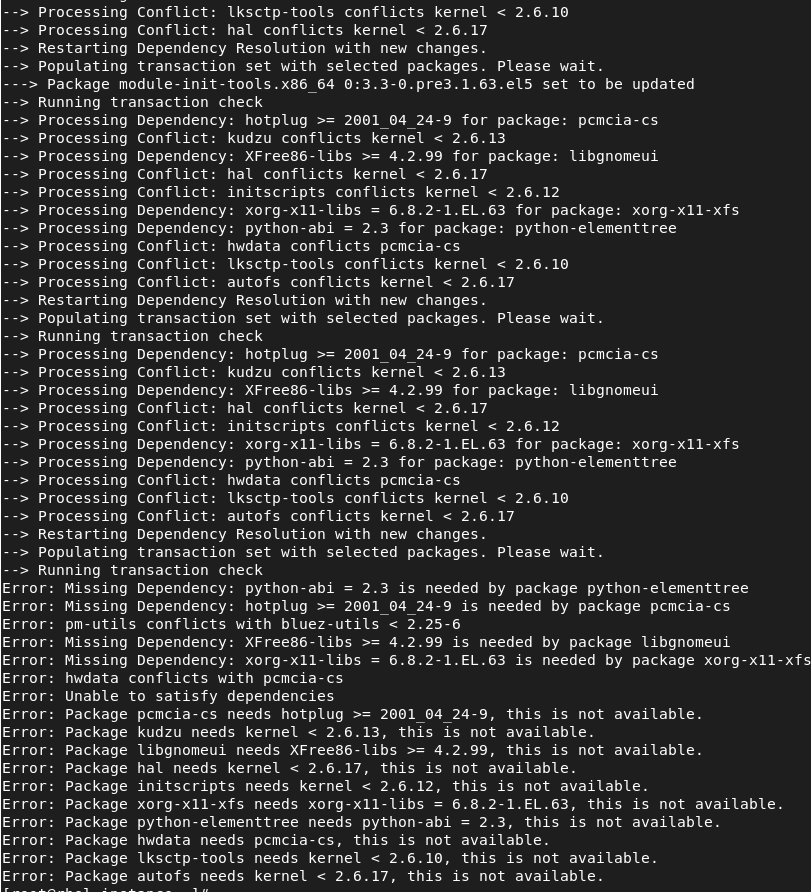 --> Processing Conflict: lksctp-tools conflicts kernel < 2.6.10
--> Processing Conflict: hal conflicts kernel < 2.6.17
--> Restarting Dependency Resolution with new changes.
--> Populating transaction set with selected packages. Please wait.
---> Package module-init-tools.x86_64 0:3.3-0.pre3.1.63.el5 set to be updated
--> Running transaction check
--> Processing Dependency: hotplug >= 2001_04_24-9 for package: pcmcia-cs
--> Processing Conflict: kudzu conflicts kernel < 2.6.13
--> Processing Dependency: XFree86-libs >= 4.2.99 for package: libgnomeui
--> Processing Conflict: hal conflicts kernel < 2.6.17
--> Processing Conflict: initscripts conflicts kernel < 2.6.12
--> Processing Dependency: xorg-x11-libs = 6.8.2-1.EL.63 for package: xorg-x11-xfs
--> Processing Dependency: python-abi = 2.3 for package: python-elementtree
--> Processing Conflict: hwdata conflicts pcmcia-cs
--> Processing Conflict: lksctp-tools conflicts kernel < 2.6.10
--> Processing Conflict: autofs conflicts kernel < 2.6.17
--> Restarting Dependency Resolution with new changes.
--> Populating transaction set with selected packages. Please wait.
--> Running transaction check
--> Processing Dependency: hotplug >= 2001_04_24-9 for package: pcmcia-cs
--> Processing Conflict: kudzu conflicts kernel < 2.6.13
--> Processing Dependency: XFree86-libs >= 4.2.99 for package: libgnomeui
--> Processing Conflict: hal conflicts kernel < 2.6.17
--> Processing Conflict: initscripts conflicts kernel < 2.6.12
--> Processing Dependency: xorg-x11-libs = 6.8.2-1.EL.63 for package: xorg-x11-xfs
--> Processing Dependency: python-abi = 2.3 for package: python-elementtree
--> Processing Conflict: hwdata conflicts pcmcia-cs
--> Processing Conflict: lksctp-tools conflicts kernel < 2.6.10
--> Processing Conflict: autofs conflicts kernel < 2.6.17
--> Restarting Dependency Resolution with new changes.
--> Populating transaction set with selected packages. Please wait.
--> Running transaction check
Error: Missing Dependency: python-abi = 2.3 is needed by package python-elementtree
Error: Missing Dependency: hotplug >= 2001_04_24-9 is needed by package pcmcia-cs
Error: pm-utils conflicts with bluez-utils < 2.25-6
Error: Missing Dependency: XFree86-libs >= 4.2.99 is needed by package libgnomeui
Error: Missing Dependency: xorg-x11-libs = 6.8.2-1.EL.63 is needed by package xorg-x11-xfs
Error: hwdata conflicts with pcmcia-cs
Error: Unable to satisfy dependencies
Error: Package pcmcia-cs needs hotplug >= 2001_04_24-9, this is not available.
Error: Package kudzu needs kernel < 2.6.13, this is not available.
Error: Package libgnomeui needs XFree86-libs >= 4.2.99, this is not available.
Error: Package hal needs kernel < 2.6.17, this is not available.
Error: Package initscripts needs kernel < 2.6.12, this is not available.
Error: Package xorg-x11-xfs needs xorg-x11-libs = 6.8.2-1.EL.63, this is not available.
Error: Package python-elementtree needs python-abi = 2.3, this is not available.
Error: Package hwdata needs pcmcia-cs, this is not available.
Error: Package lksctp-tools needs kernel < 2.6.10, this is not available.
Error: Package autofs needs kernel < 2.6.17, this is not available.